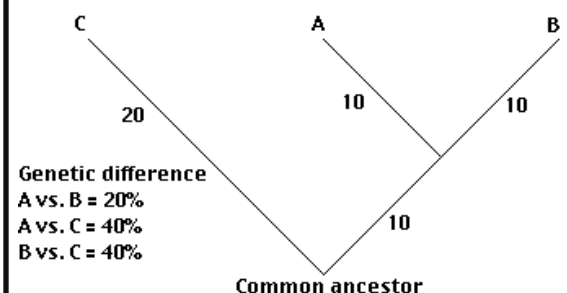 C A B
10
20
10
Genetic difference
A vs. B = 20%
A vs. C = 40%
B vs. C = 40%
10
Common ancestor